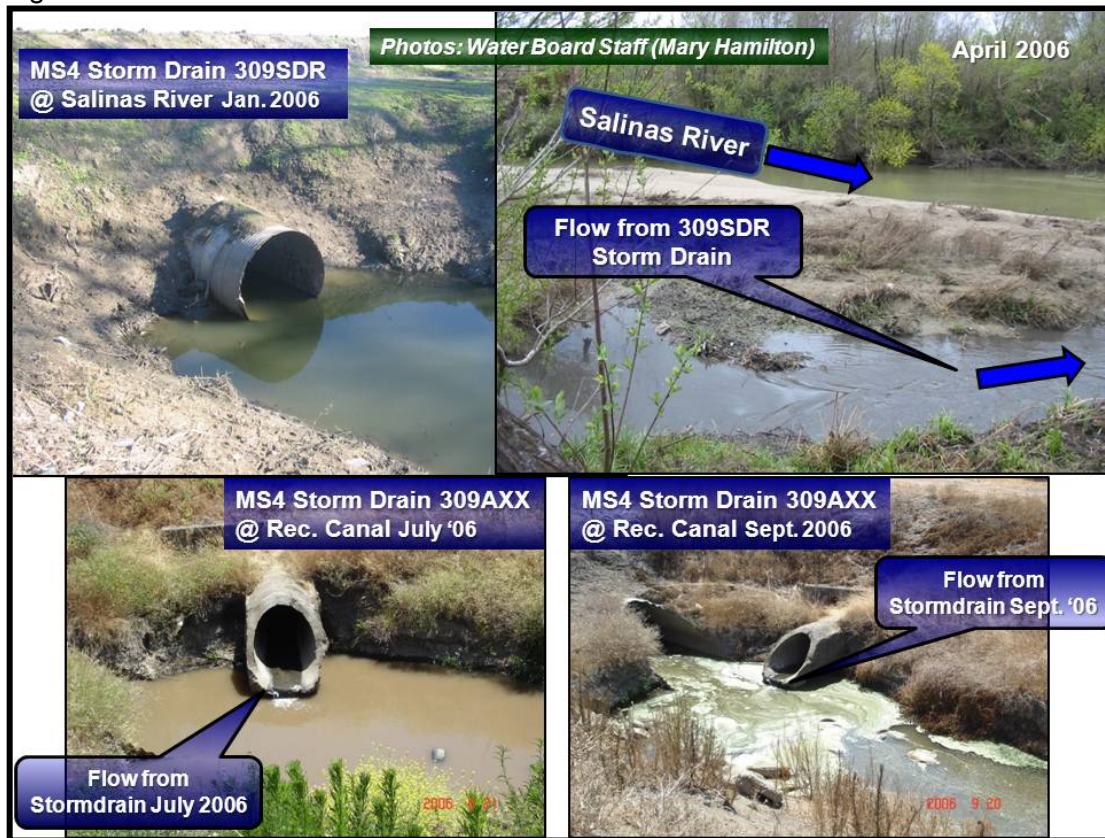 MS4 Storm Drain 309SDR
@ Salinas River Jan. 2006
Photos: Water Board Staff (Mary Hamilton)
April 2006
Salinas River
Flow from 309SDR
Storm Drain
MS4 Storm Drain 309AXX
@ Rec. Canal July ‘06
Flow from
Stormdrain July 2006
2006
MS4 Storm Drain 309AXX
@ Rec. Canal Sept. 2006
Flow from
Stormdrain Sept. ‘06
2006 9 20